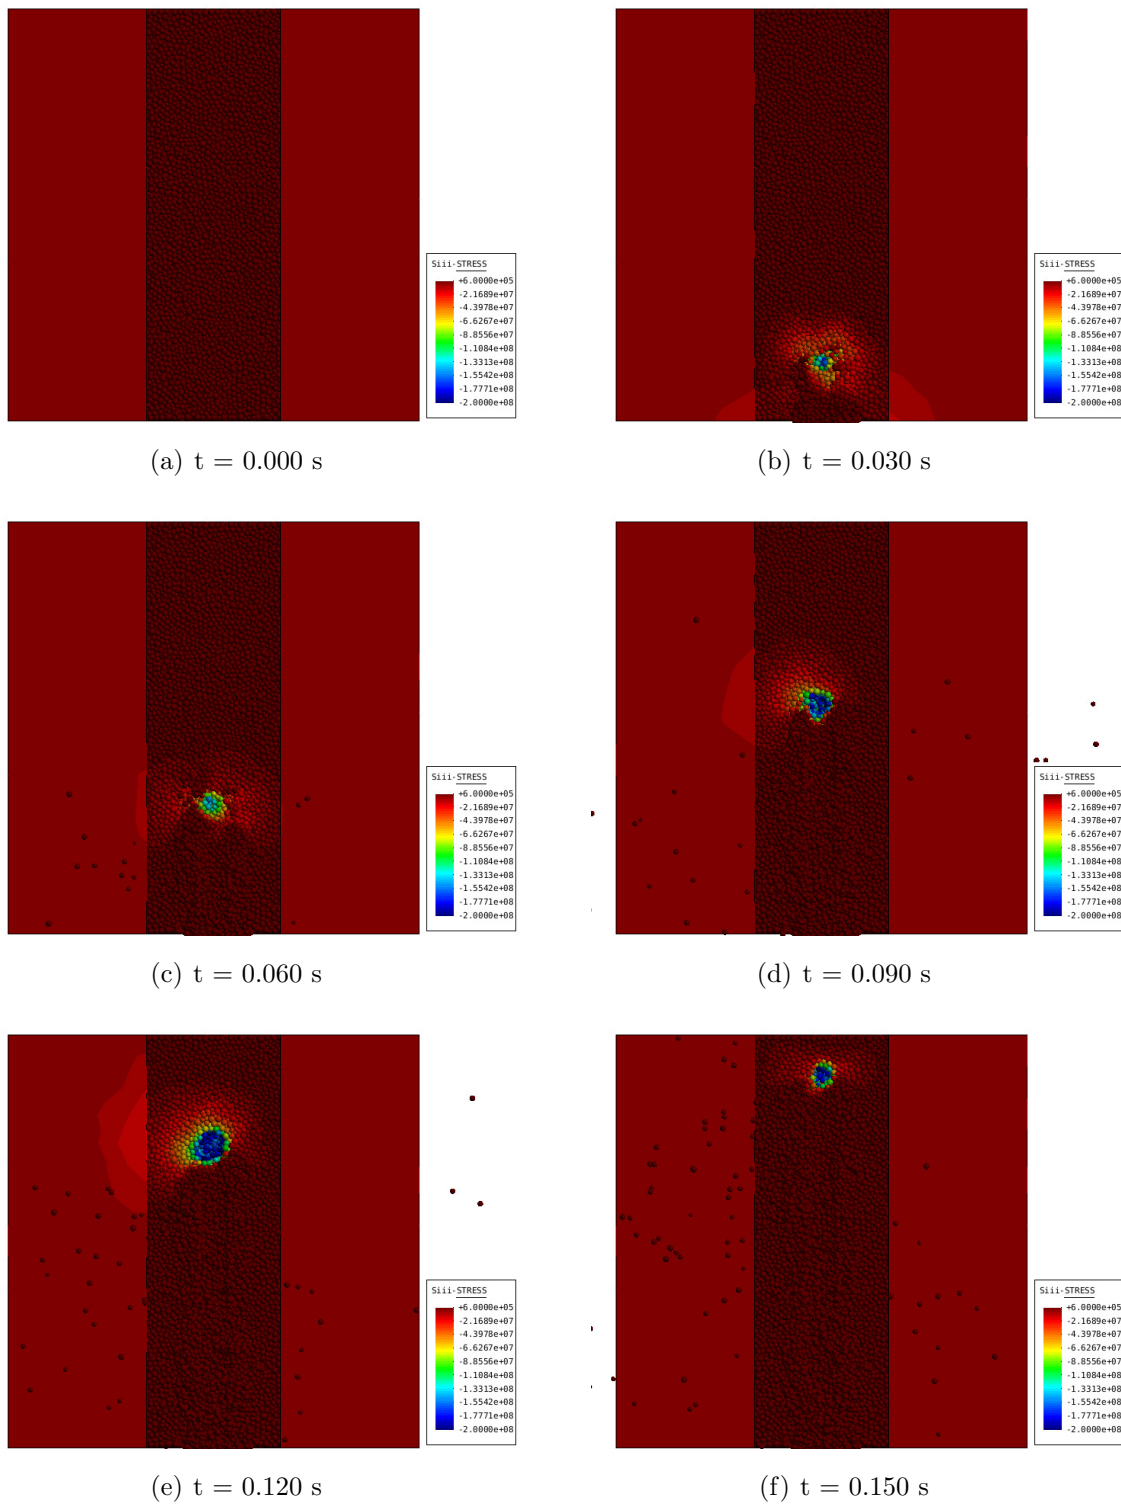 Siii-STRESS
+6.0000e+05
-2.1689e+07
-4.3978e+07
-6.6267e+07
-8.8556e+07
-1.1084e+08
-1.3313e+08
-1.5542e+08
-1.7771e+08
-2.0000e+08
Siii-STRESS
+6.0000e+05
-2.1689e+07
-4.3978e+07
-6.6267e+07
-8.8556e+07
-1.1084e+08
-1.3313e+08
-1.5542e+08
-1.7771e+08
-2.0000e+08
(a) t = 0.000 s
(b) t = 0.030 s
Siii-STRESS
+6.0000e+05
-2.1689e+07
-4.3978e+07
-6.6267e+07
-8.8556e+07
-1.1084e+08
-1.3313e+08
-1.5542e+08
-1.7771e+08
-2.0000e+08
Siii-STRESS
+6.0000e+05
-2.1689e+07
-4.3978e+07
-6.6267e+07
-8.8556e+07
-1.1084e+08
-1.3313e+08
-1.5542e+08
-1.7771e+08
-2.0000e+08
(c) t = 0.060 s
(d) t = 0.090 s
Siii-STRESS
+6.0000e+05
-2.1689e+07
-4.3978e+07
-6.6267e+07
-8.8556e+07
-1.1084e+08
-1.3313e+08
-1.5542e+08
-1.7771e+08
-2.0000e+08
Siii-STRESS
+6.0000e+05
-2.1689e+07
-4.3978e+07
-6.6267e+07
-8.8556e+07
-1.1084e+08
-1.3313e+08
-1.5542e+08
-1.7771e+08
-2.0000e+08
(e) t = 0.120 s
(f) t = 0.150 s